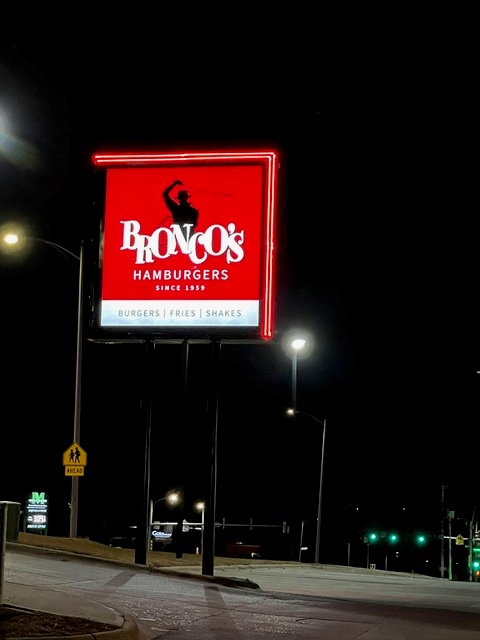 BRONCO'S
HAMBURGERS
SINCE 1959
BURGERS | FRIES | SHAKES
AHEAD